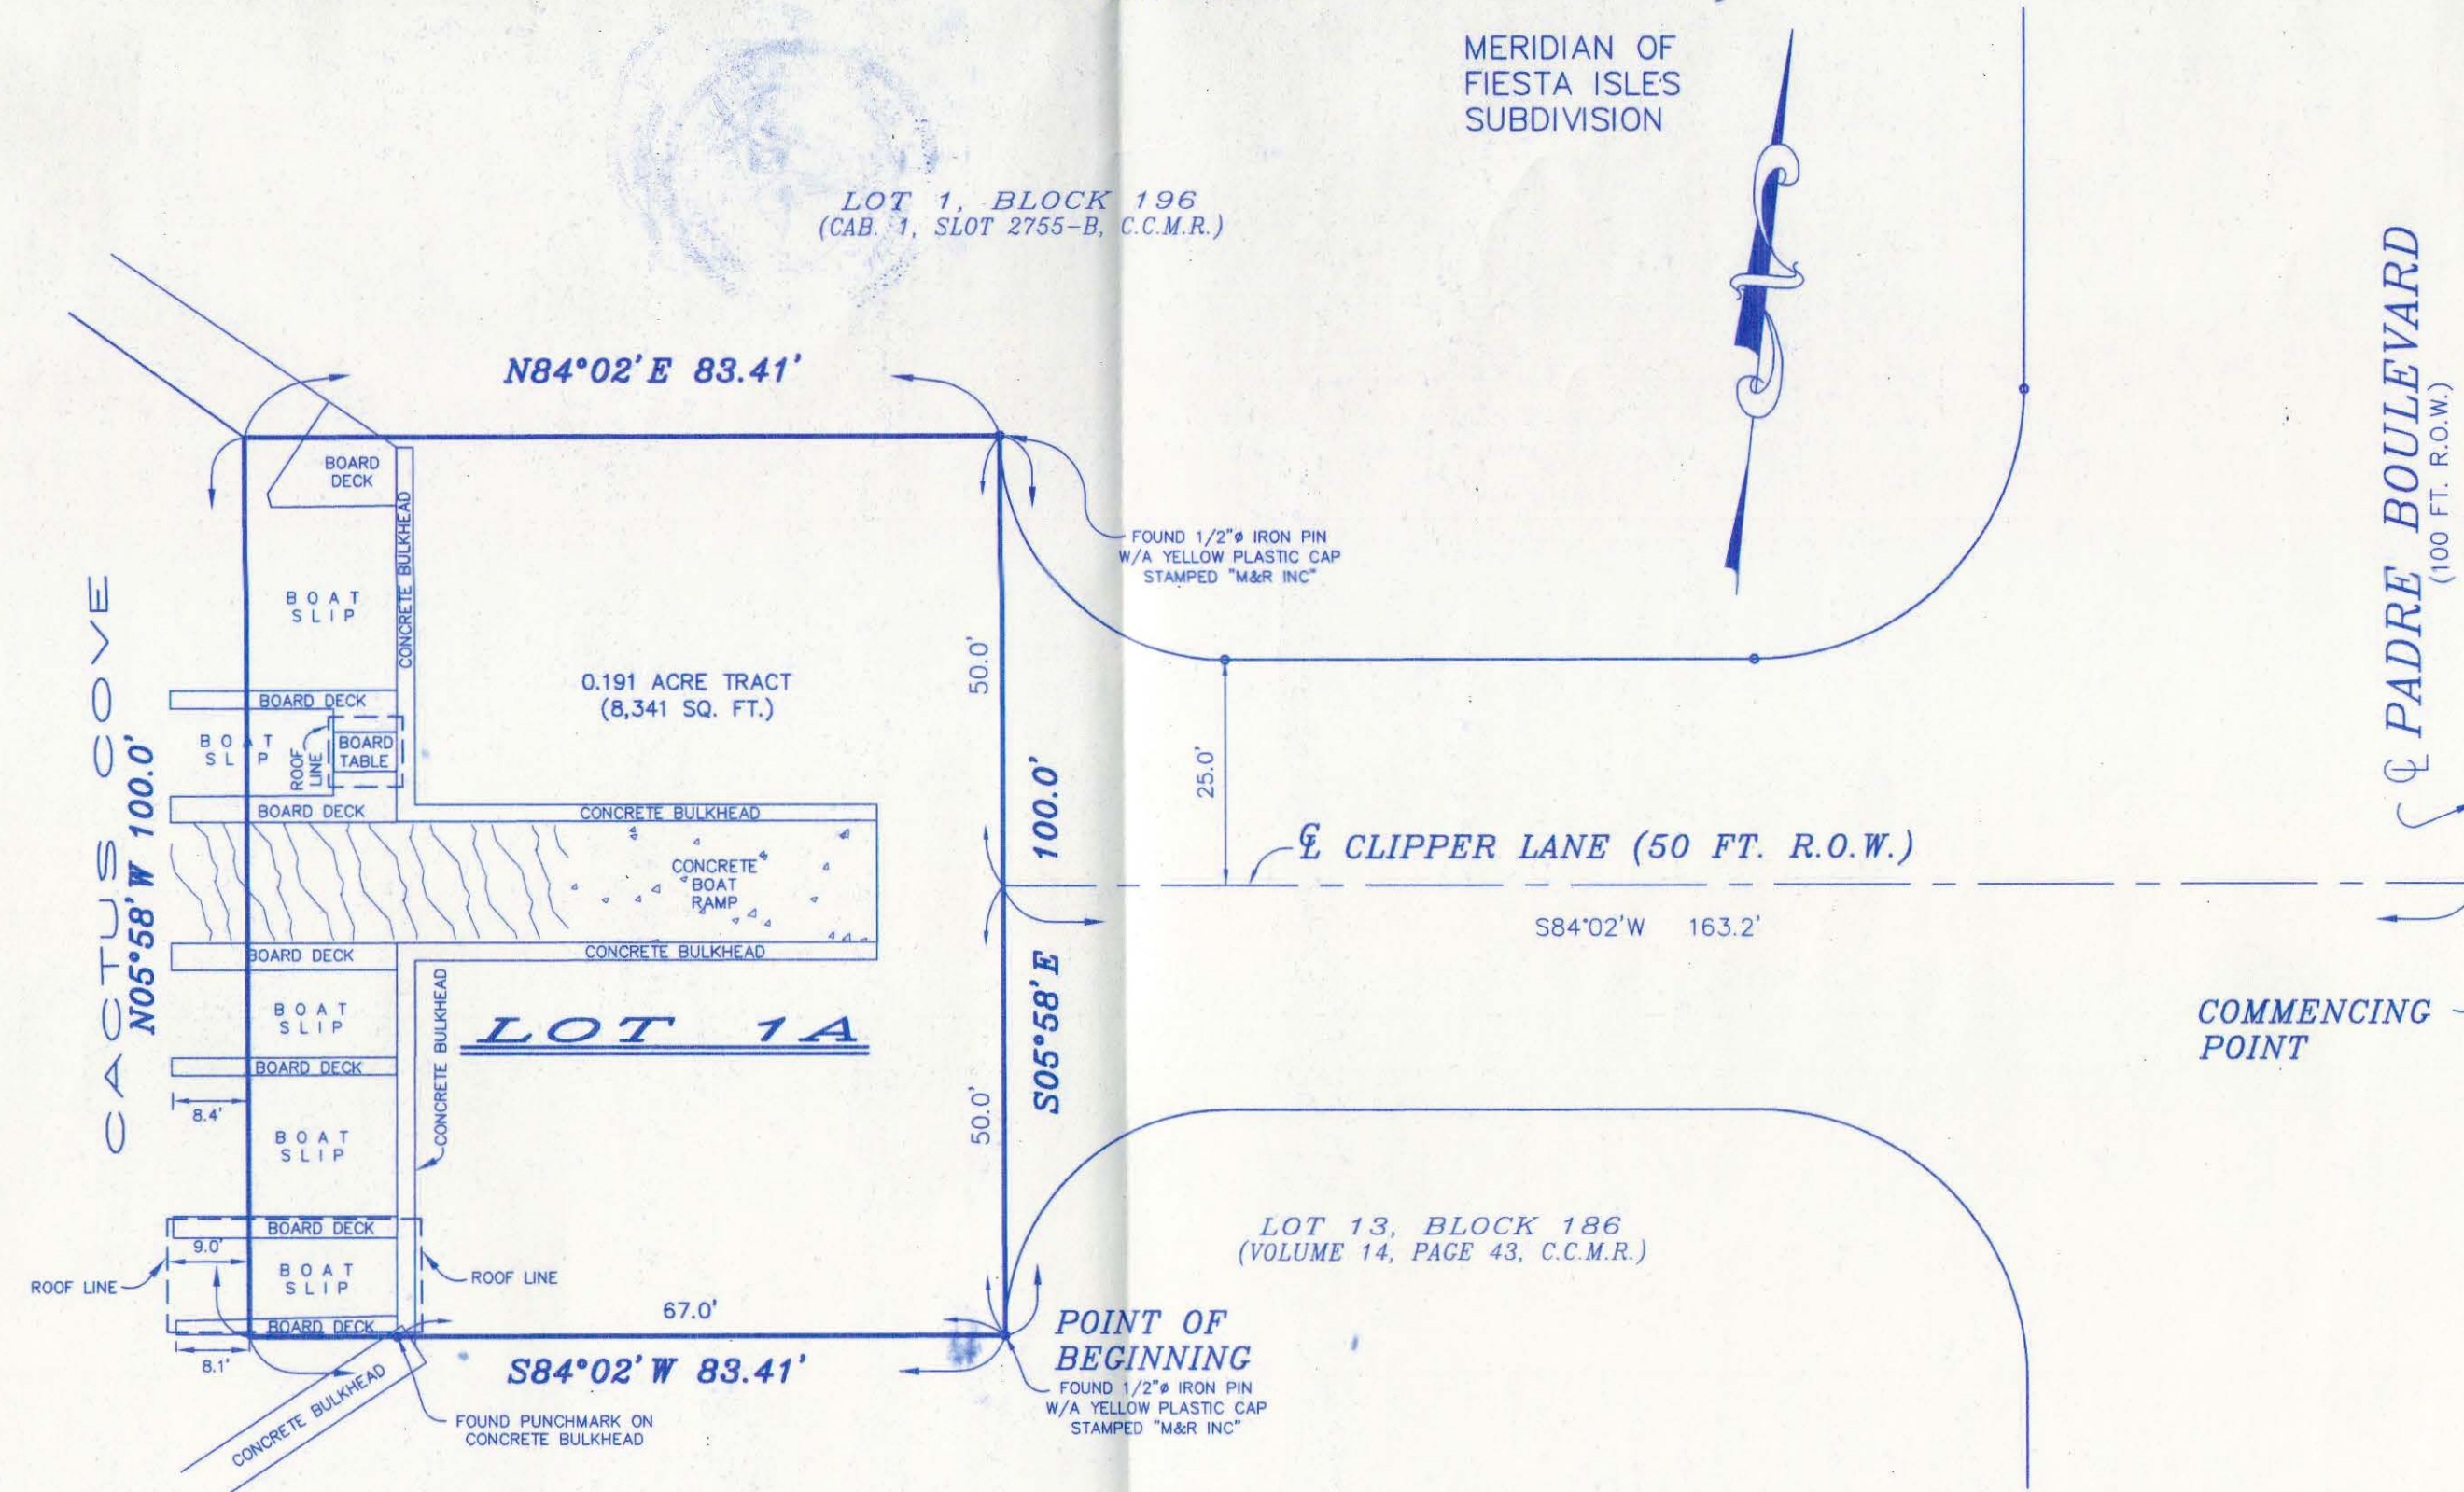 MERIDIAN OF
FIESTA ISLES
SUBDIVISION
LOT 1, BLOCK 196
(CAB. 1, SLOT 2755-B, C.C.M.R.)
℄ PADRE BOULEVARD
(100 FT. R.O.W.)
N84°02'E 83.41'
BOARD
DECK
CONCRETE BULKHEAD
FOUND 1/2"ø IRON PIN
W/A YELLOW PLASTIC CAP
STAMPED "M&R INC"
BOAT
SLIP
CACTUS COVE
N05°58'W 100.0'
0.191 ACRE TRACT
(8,341 SQ. FT.)
50.0'
BOARD DECK
BOAT
SLIP
ROOF
LINE
BOARD
TABLE
25.0'
100.0'
BOARD DECK
CONCRETE BULKHEAD
CONCRETE
BOAT
RAMP
℄ CLIPPER LANE (50 FT. R.O.W.)
S84°02'W 163.2'
BOARD DECK
CONCRETE BULKHEAD
S05°58'E
COMMENCING
POINT
BOAT
SLIP
LOT 1A
CONCRETE BULKHEAD
BOARD DECK
8.4'
50.0'
BOAT
SLIP
BOARD DECK
9.0'
LOT 13, BLOCK 186
(VOLUME 14, PAGE 43, C.C.M.R.)
ROOF LINE
BOAT
SLIP
ROOF LINE
67.0'
BOARD DECK
8.1'
POINT OF
BEGINNING
FOUND 1/2"ø IRON PIN
W/A YELLOW PLASTIC CAP
STAMPED "M&R INC"
S84°02'W 83.41'
CONCRETE BULKHEAD
FOUND PUNCHMARK ON
CONCRETE BULKHEAD